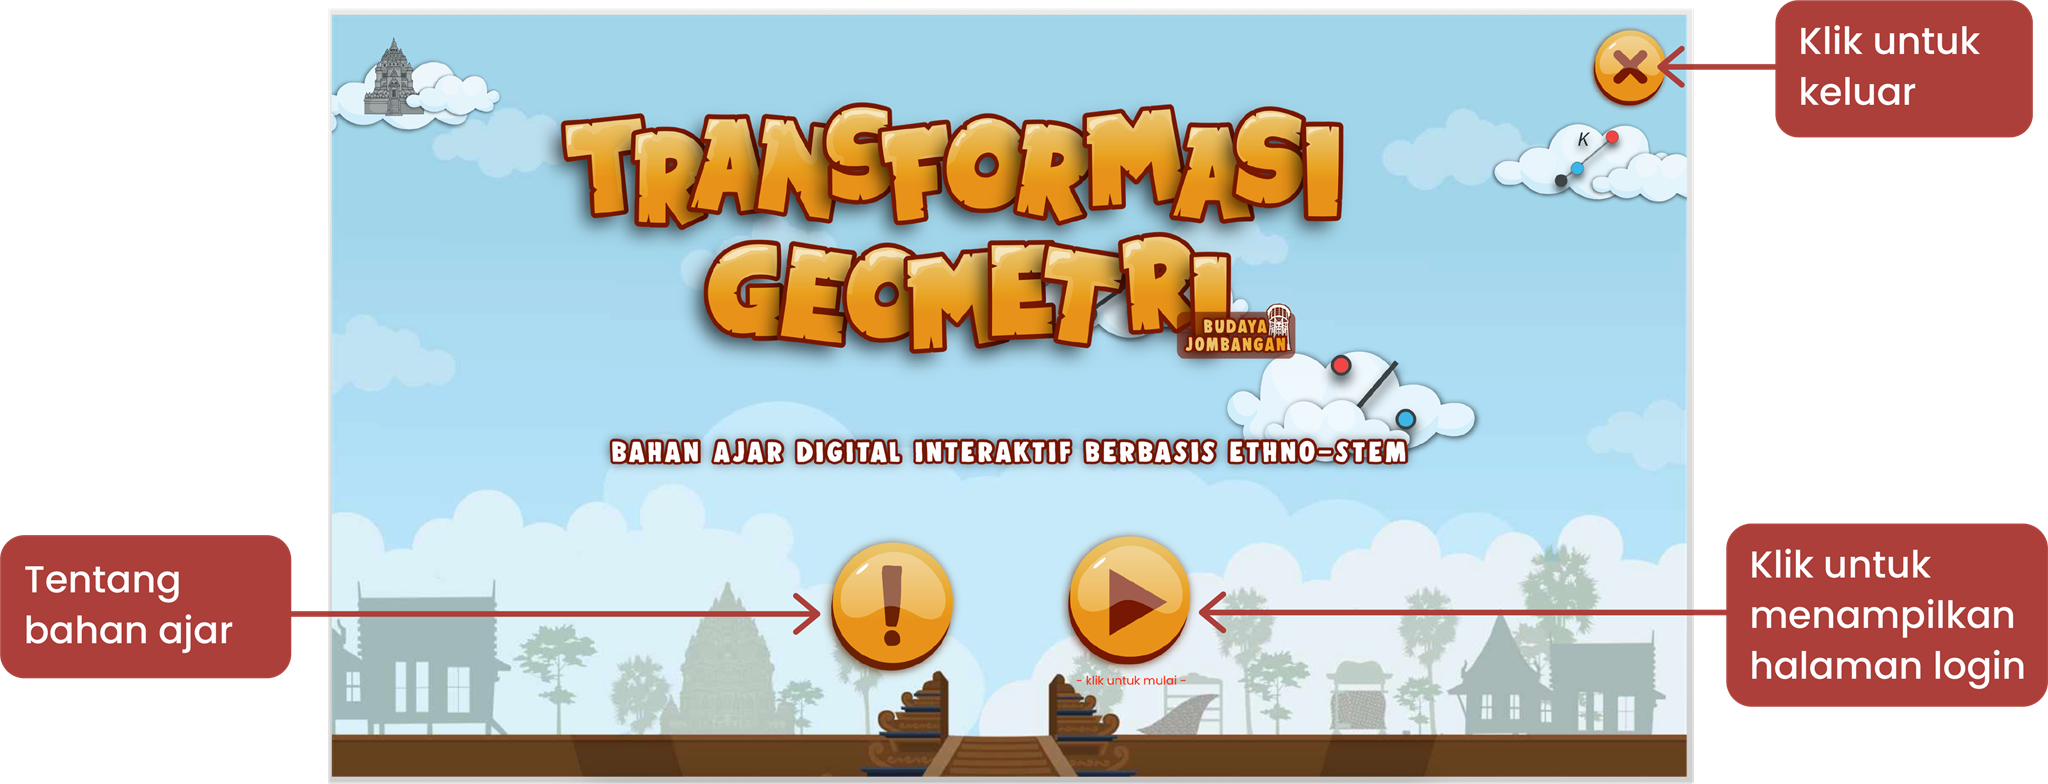 Klik untuk
keluar
K
TRANSFORMASI
GEOMETRI
BUDAYA
JOMBANGAN
BAHAN AJAR DIGITAL INTERAKTIF BERBASIS ETHNO-STEM
Tentang
bahan ajar
Klik untuk
menampilkan
halaman login
- klik untuk mulai -